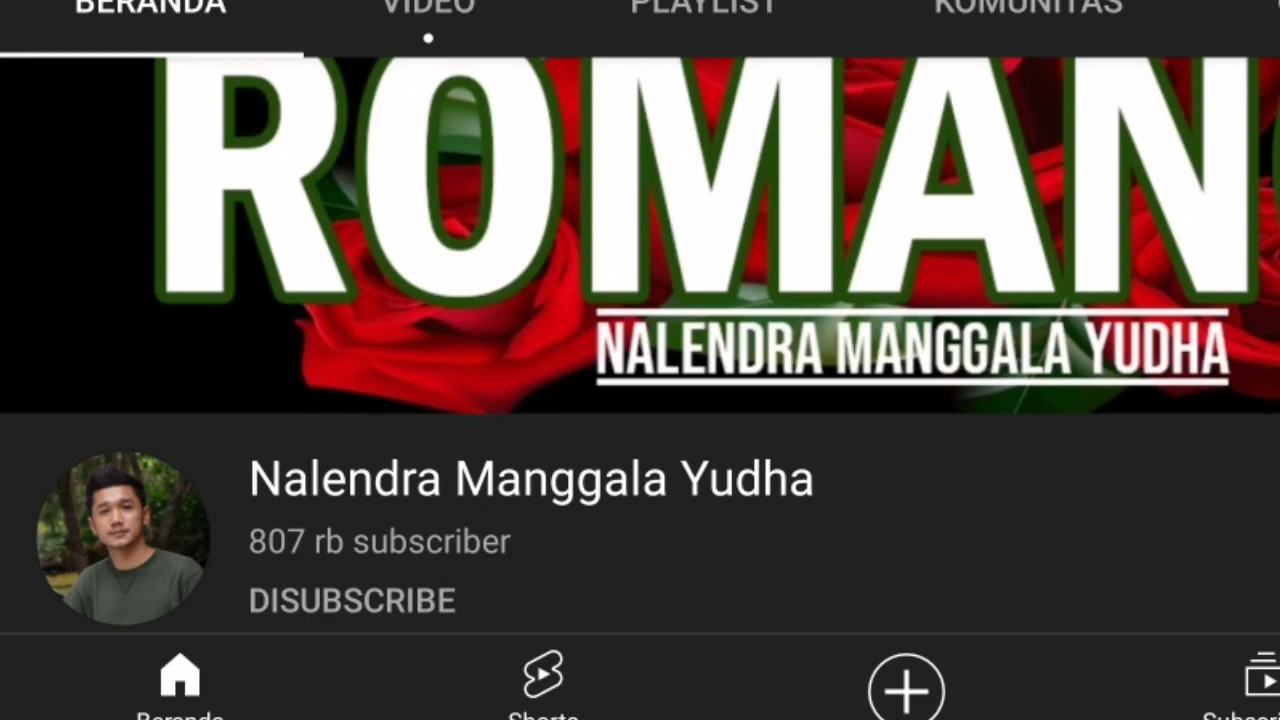 BERANDA VIDEO PLAYLIST KOMUNITAS
ROMAN
NALENDRA MANGGALA YUDHA
Nalendra Manggala Yudha
807 rb subscriber
DISUBSCRIBE
Beranda Shorts